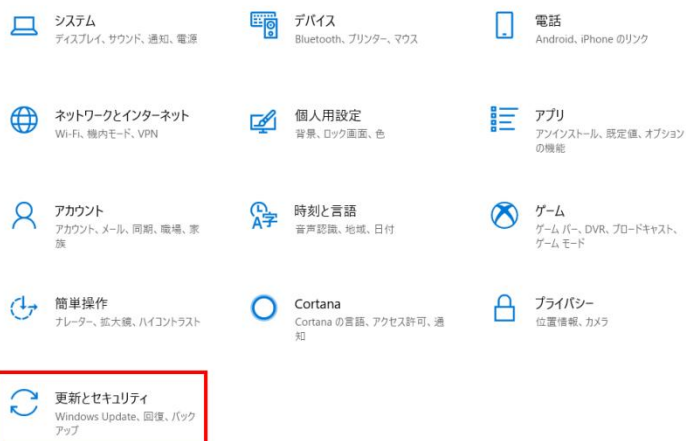 システム
ディスプレイ、サウンド、通知、電源
デバイス
Bluetooth、プリンター、マウス
電話
Android、iPhone のリンク
ネットワークとインターネット
Wi-Fi、機内モード、VPN
個人用設定
背景、ロック画面、色
アプリ
アンインストール、既定値、オプション
の機能
アカウント
アカウント、メール、同期、職場、家
族
時刻と言語
音声認識、地域、日付
ゲーム
ゲーム バー、DVR、ブロードキャスト、
ゲーム モード
簡単操作
ナレーター、拡大鏡、ハイコントラスト
Cortana
Cortana の言語、アクセス許可、通
知
プライバシー
位置情報、カメラ
更新とセキュリティ
Windows Update、回復、バック
アップ